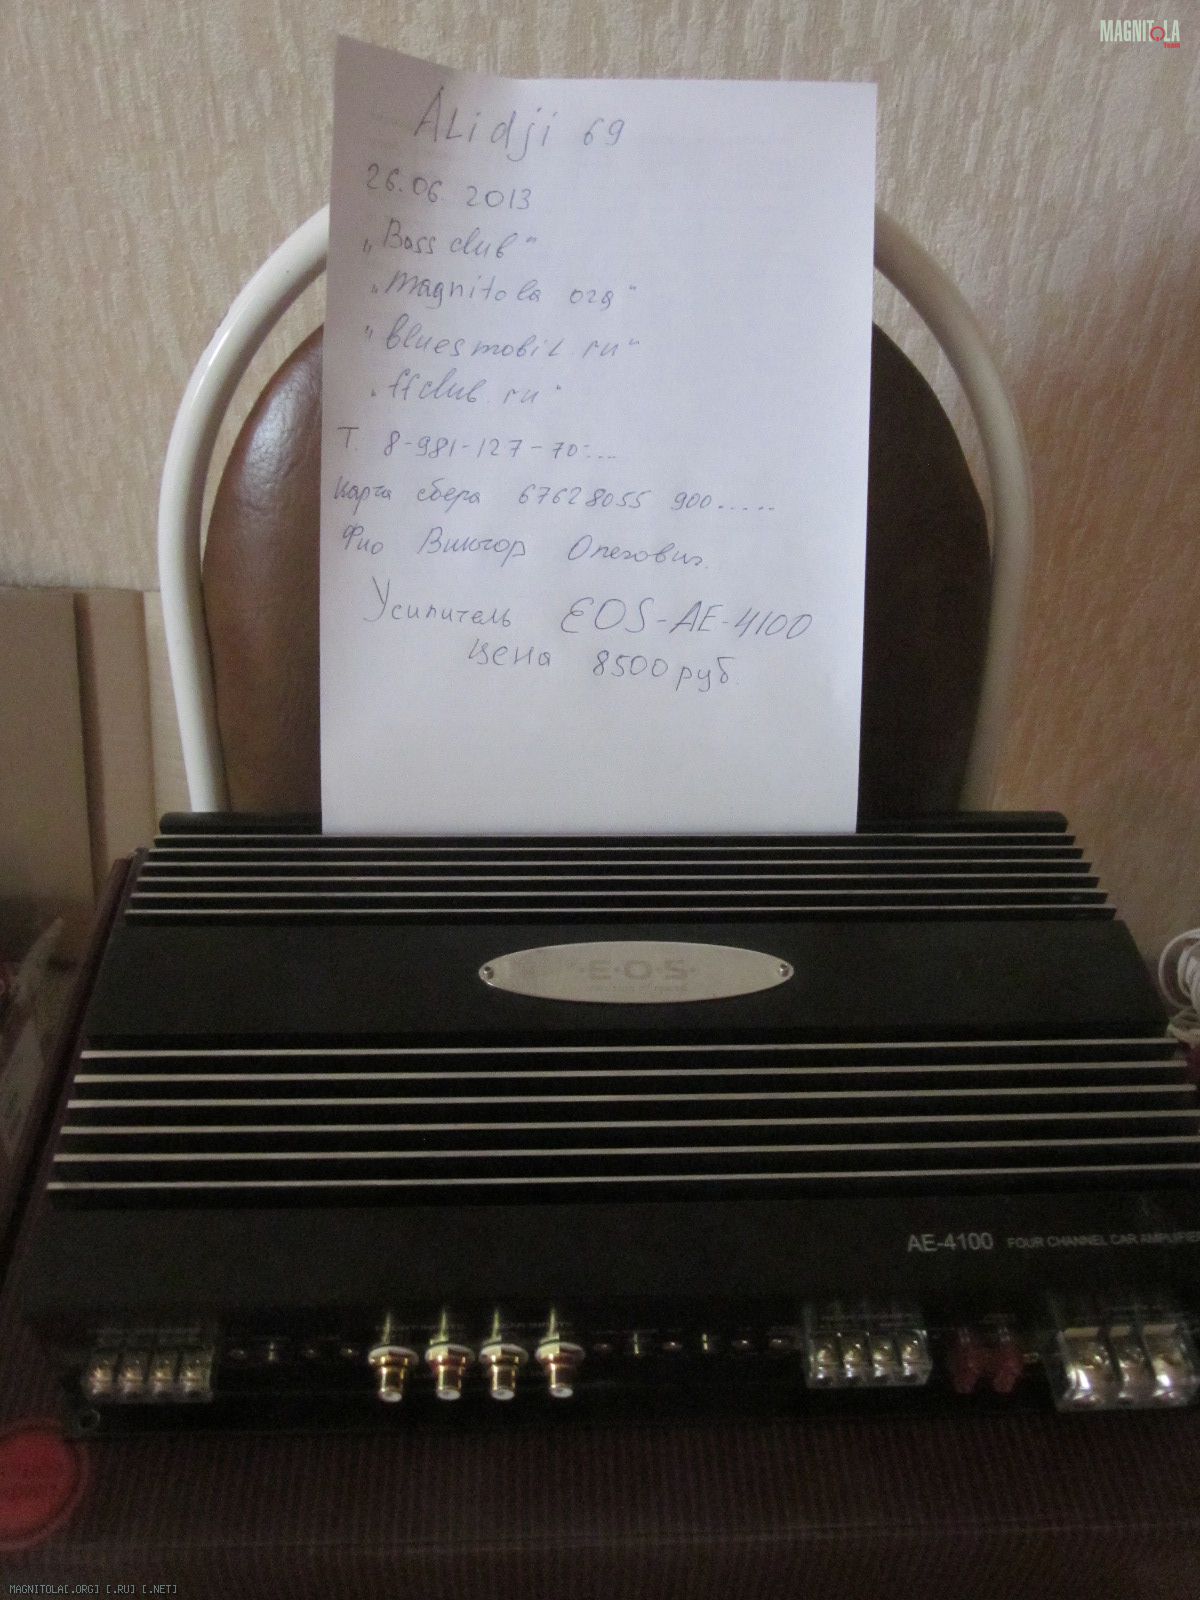 MAGNITOLA
team
ALidji 69
26.06.2013
„Bass club"
„magnitola org"
"bluesmobil.ru"
„ffclub.ru"
Т. 8-981-127-70-...
Карта сбера 67628055 900.....
Фио Виктор Олегович.
Усилитель EOS-AE-4100
цена 8500 руб.
E·O·S
AE-4100 FOUR CHANNEL CAR AMPLIFIER
MAGNITOLA[.ORG] [.RU] [.NET]